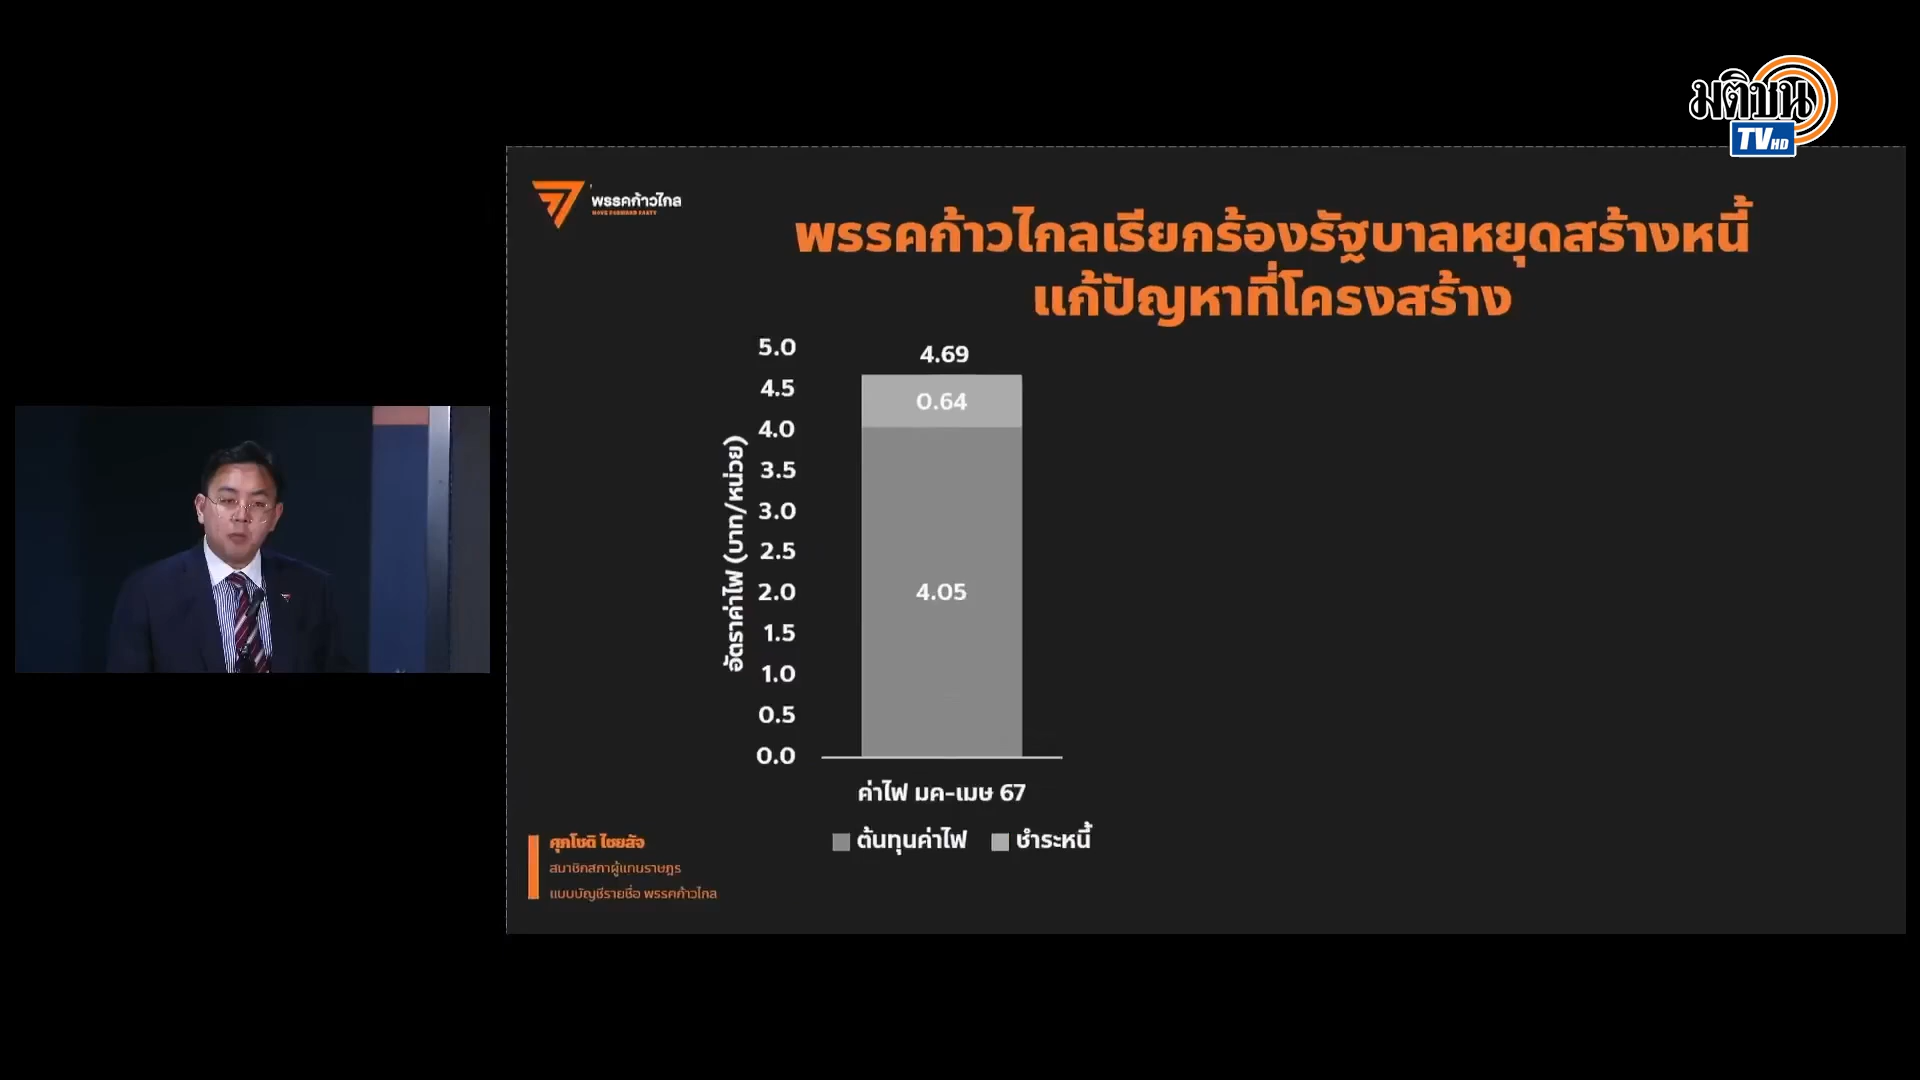 มติชน
TV HD
พรรคก้าวไกล
MOVE FORWARD PARTY
พรรคก้าวไกลเรียกร้องรัฐบาลหยุดสร้างหนี้
แก้ปัญหาที่โครงสร้าง
อัตราค่าไฟ (บาท/หน่วย)
5.0
4.5
4.0
3.5
3.0
2.5
2.0
1.5
1.0
0.5
0.0
4.69
0.64
4.05
ค่าไฟ มค-เมษ 67
ต้นทุนค่าไฟ
ชำระหนี้
ศุภโชติ ไชยสัจ
สมาชิกสภาผู้แทนราษฎร
แบบบัญชีรายชื่อ พรรคก้าวไกล